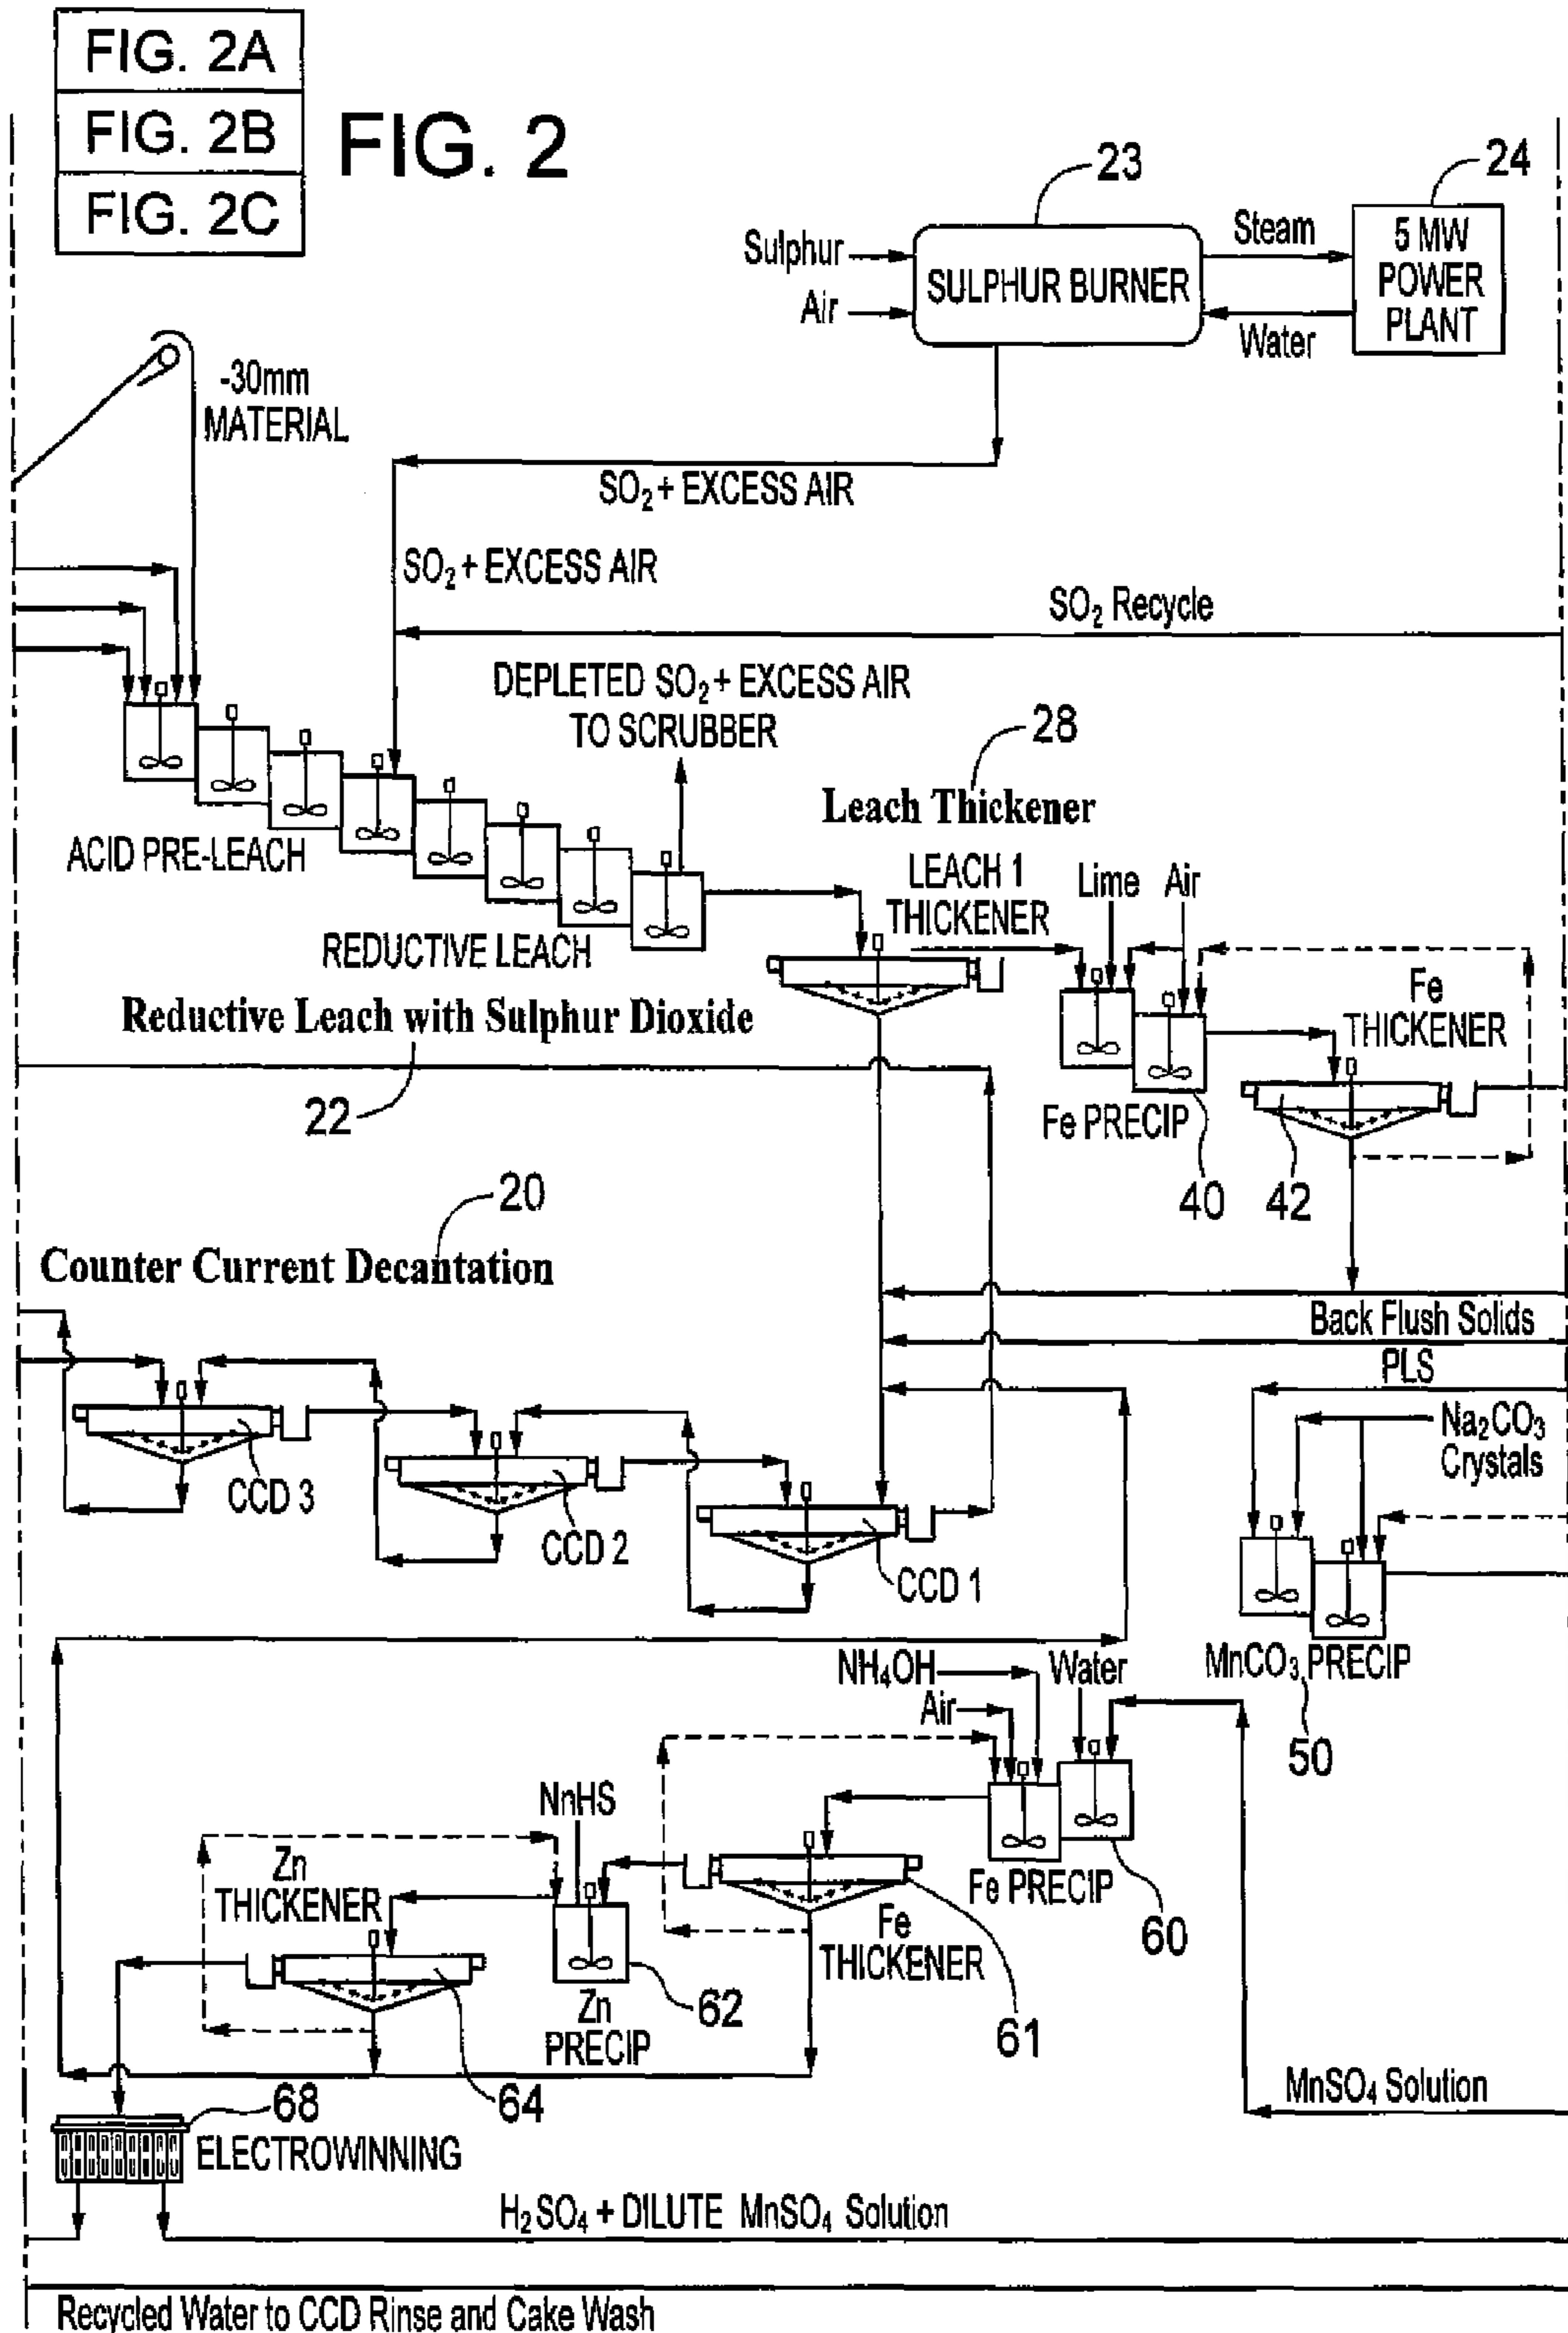 FIG. 2A
FIG. 2B
FIG. 2C
FIG. 2
23
24
Sulphur
Air
SULPHUR BURNER
Steam
Water
5 MW
POWER
PLANT
-30mm
MATERIAL
SO₂ + EXCESS AIR
SO₂ + EXCESS AIR
SO₂ Recycle
DEPLETED SO₂ + EXCESS AIR
TO SCRUBBER
28
Leach Thickener
ACID PRE-LEACH
LEACH 1
THICKENER
Lime
Air
REDUCTIVE LEACH
Fe
THICKENER
Reductive Leach with Sulphur Dioxide
22
Fe PRECIP
40
42
20
Counter Current Decantation
Back Flush Solids
PLS
Na₂CO₃
Crystals
CCD 3
CCD 2
CCD 1
MnCO₃ PRECIP
50
NH₄OH
Water
Air
NnHS
Fe PRECIP
60
Zn
THICKENER
Fe
THICKENER
62
Zn
PRECIP
61
64
MnSO₄ Solution
68
ELECTROWINNING
H₂SO₄ + DILUTE MnSO₄ Solution
Recycled Water to CCD Rinse and Cake Wash